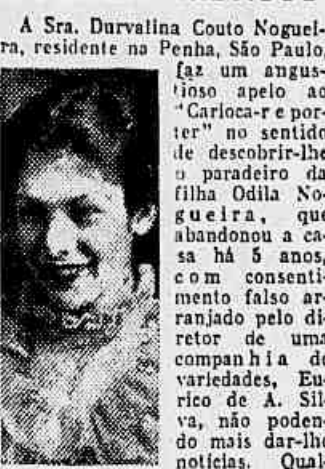 A Sra. Durvalina Couto Noguei-
ra, residente na Penha, São Paulo,
faz um angus-
tioso apelo ao
"Carioca-repor-
ter" no sentido
de descobrir-lhe
o paradeiro da
filha Odila No-
gueira, que
abandonou a ca-
sa há 5 anos,
com consenti-
mento falso ar-
ranjado pelo di-
retor de uma
companhia de
variedades, Eu-
rico de A. Sil-
va, não poden-
do mais dar-lhe
notícias. Qual-